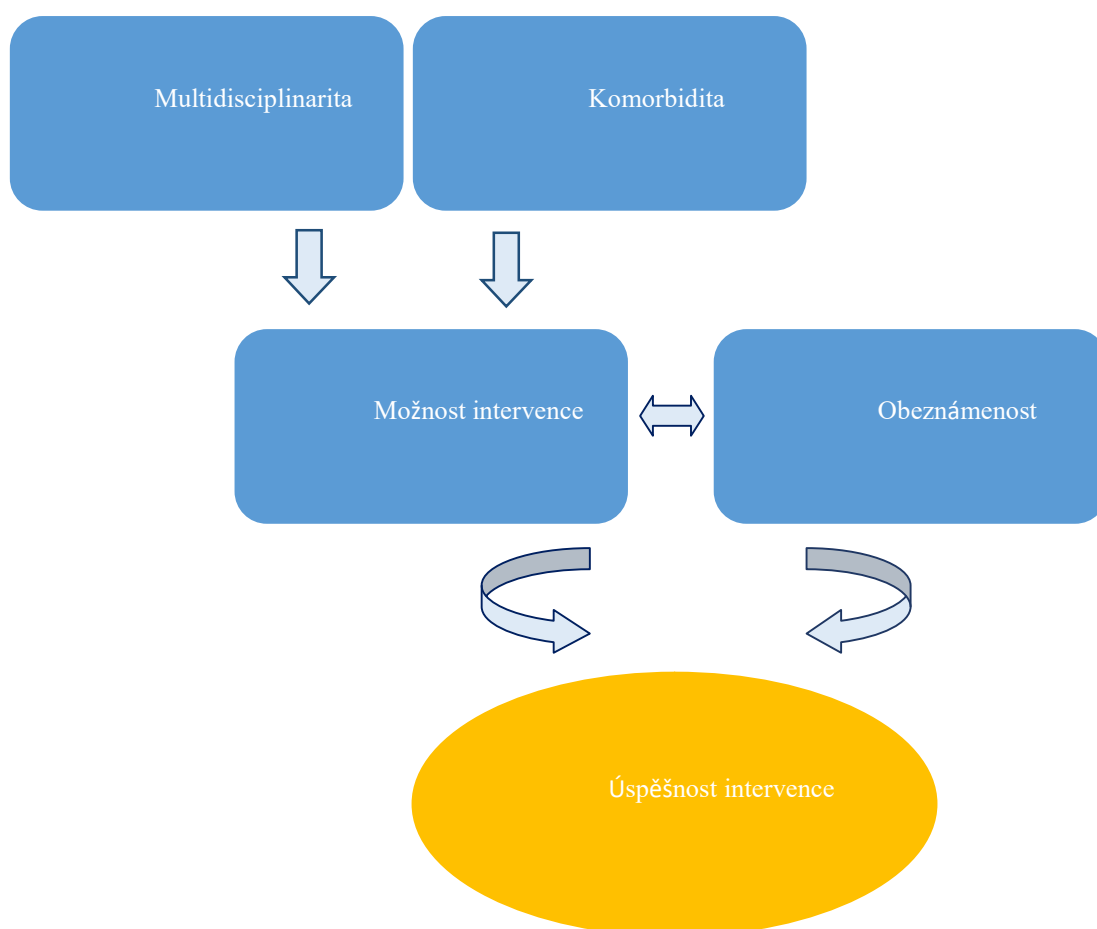 Multidisciplinarita
Komorbidita
Možnost intervence
Obeznámenost
Úspěšnost intervence